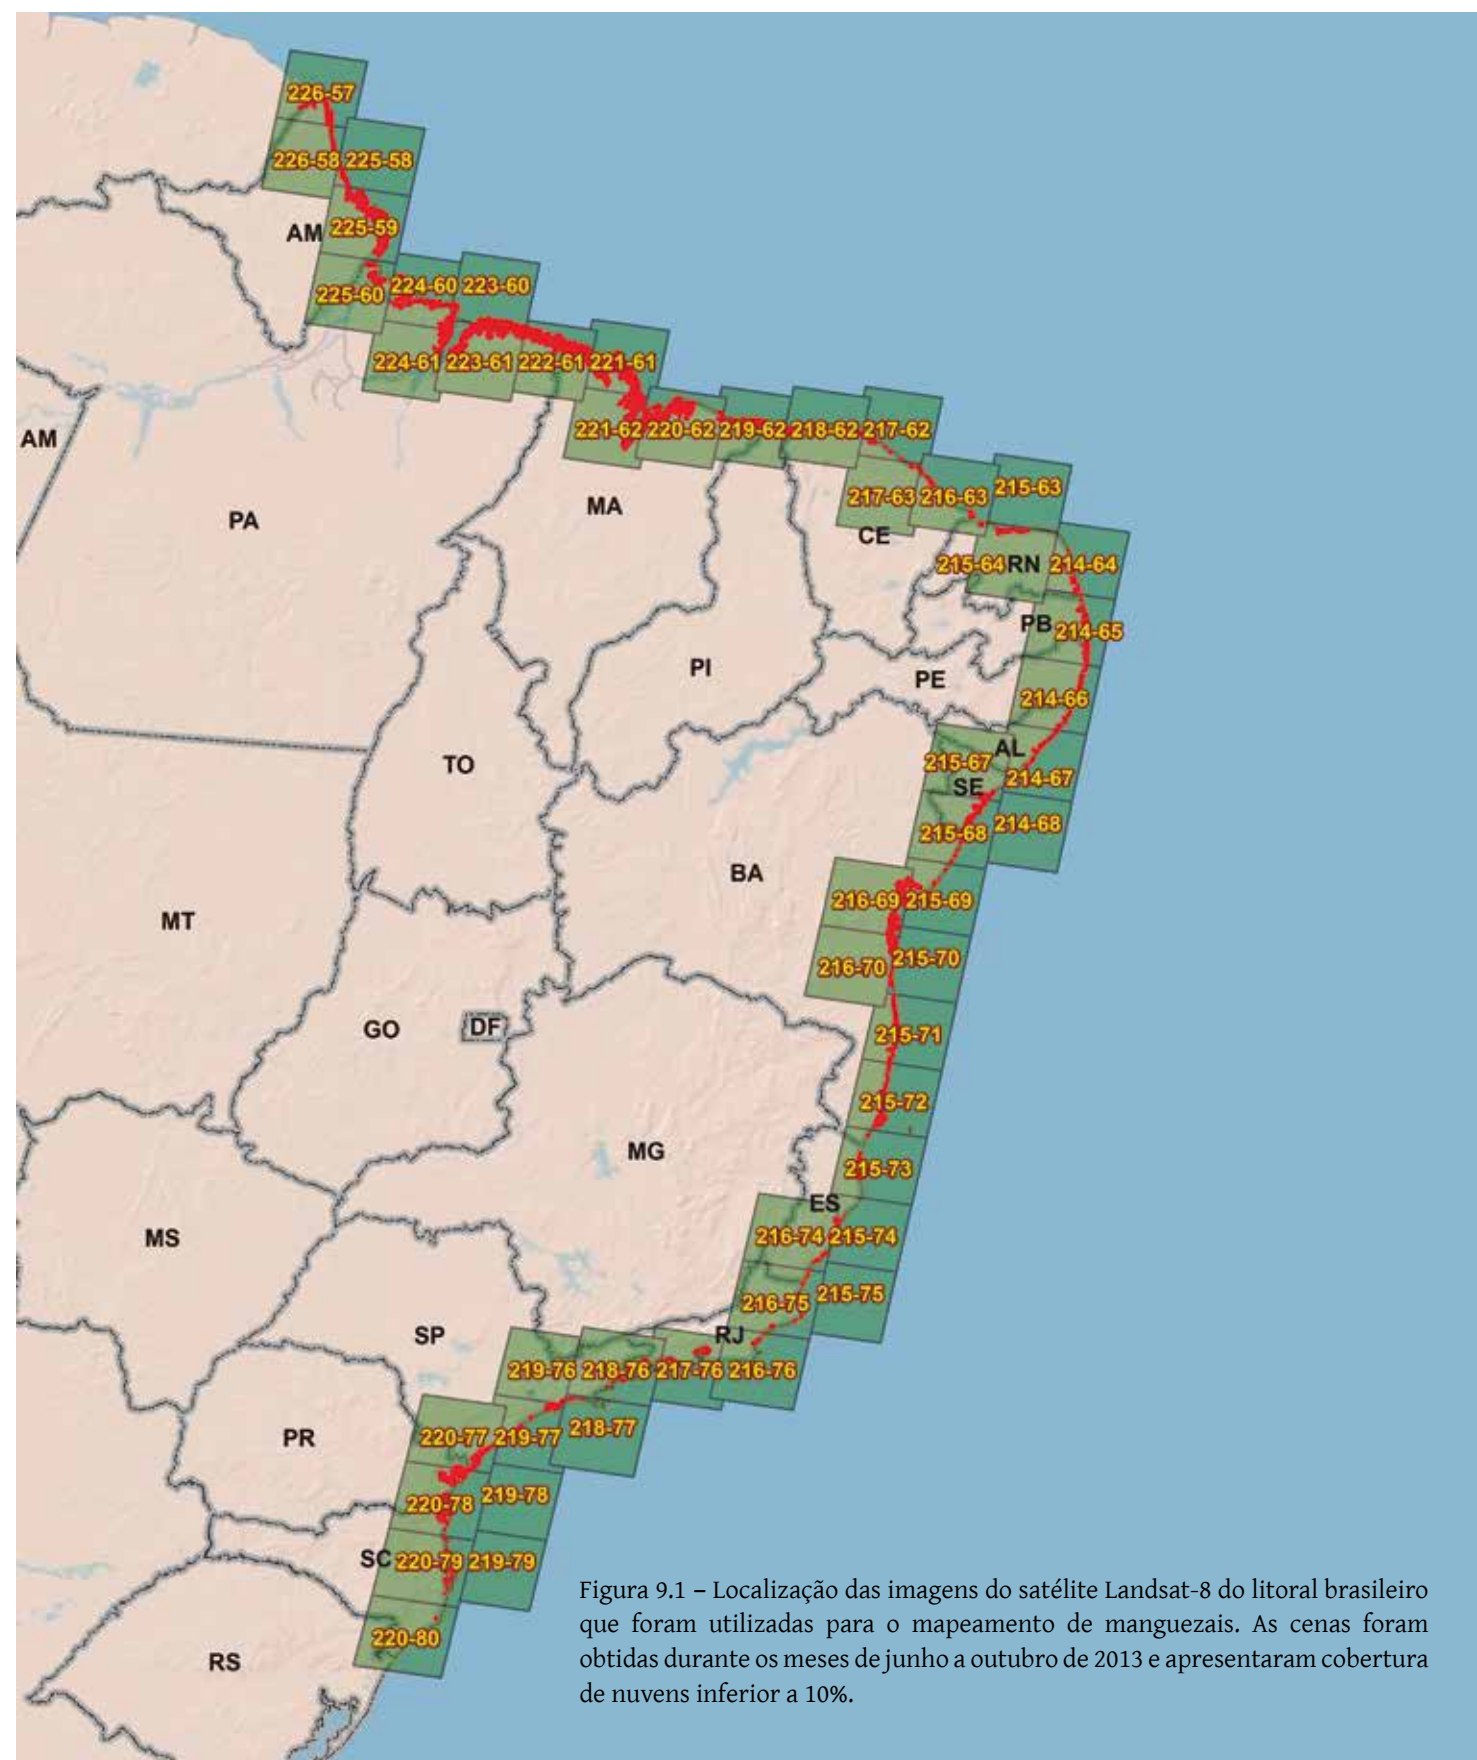 226-57
226-58 225-58
AM 225-59
225-60 224-60 223-60
224-61 223-61 222-61 221-61
221-62 220-62 219-62 218-62 217-62
AM
217-63 216-63 215-63
PA
MA
CE
215-64 RN 214-64
PB 214-65
PI
PE
214-66
TO
215-67 AL
SE 214-67
215-68 214-68
BA
216-69 215-69
MT
216-70 215-70
GO
DF
215-71
215-72
MG
215-73
ES
MS
216-74 215-74
216-75 215-75
SP
RJ
219-76 218-76 217-76 216-76
PR
220-77 219-77 218-77
220-78 219-78
SC 220-79 219-79
220-80
RS
Figura 9.1 – Localização das imagens do satélite Landsat-8 do litoral brasileiro
que foram utilizadas para o mapeamento de manguezais. As cenas foram
obtidas durante os meses de junho a outubro de 2013 e apresentaram cobertura
de nuvens inferior a 10%.